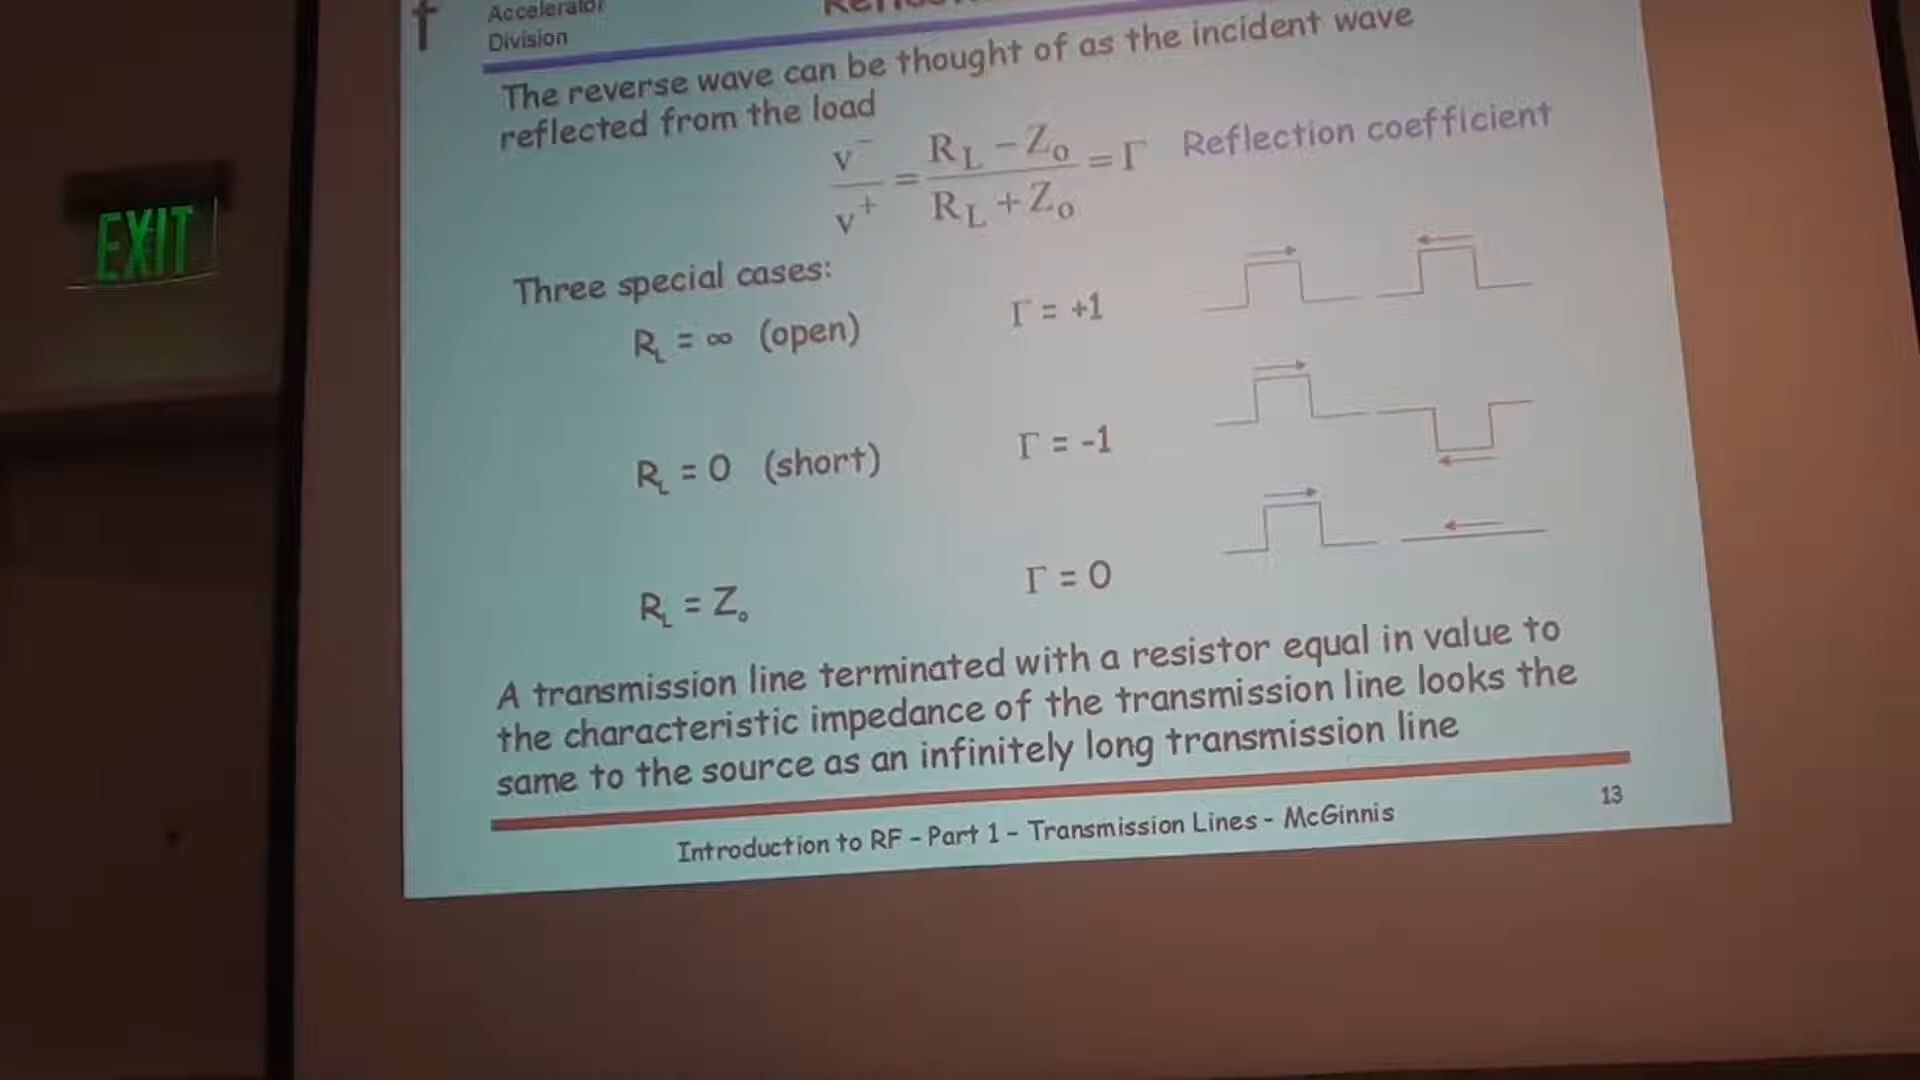 Accelerator
Division
The reverse wave can be thought of as the incident wave
reflected from the load
v⁻/v⁺ = (R_L − Z_o)/(R_L + Z_o) = Γ Reflection coefficient
EXIT
Three special cases:
R_L = ∞ (open) Γ = +1
R_L = 0 (short) Γ = -1
R_L = Z_o Γ = 0
A transmission line terminated with a resistor equal in value to
the characteristic impedance of the transmission line looks the
same to the source as an infinitely long transmission line
Introduction to RF - Part 1 - Transmission Lines - McGinnis
13